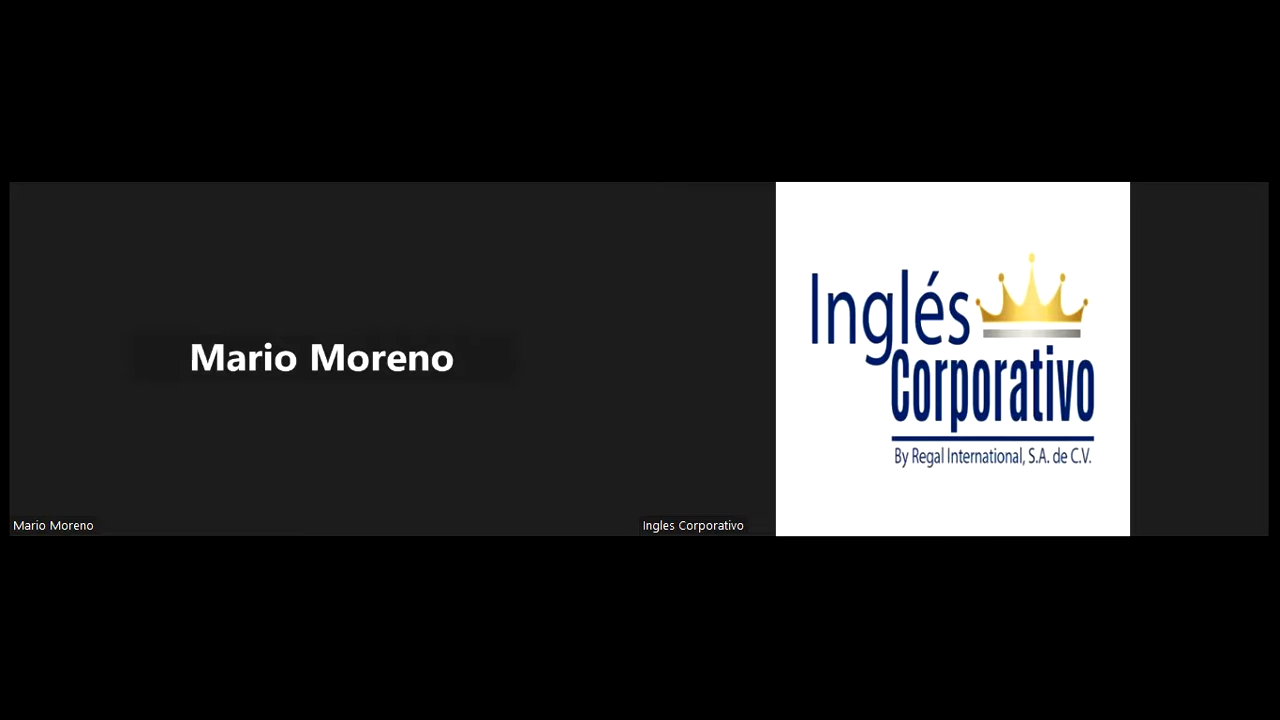 Mario Moreno
Mario Moreno
Inglés
Corporativo
By Regal International, S.A. de C.V.
Ingles Corporativo